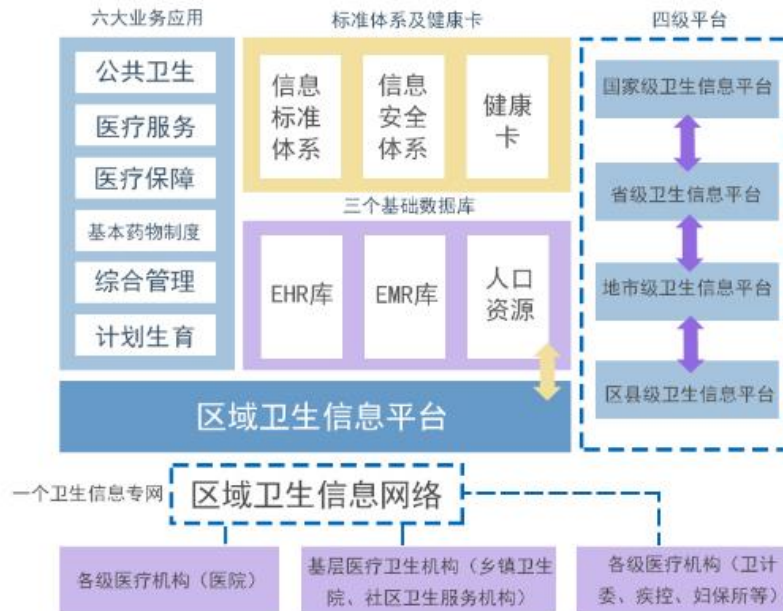 六大业务应用
公共卫生
医疗服务
医疗保障
基本药物制度
综合管理
计划生育
标准体系及健康卡
信息
标准
体系
信息
安全
体系
健康
卡
三个基础数据库
EHR库
EMR库
人口
资源
四级平台
国家级卫生信息平台
省级卫生信息平台
地市级卫生信息平台
区县级卫生信息平台
区域卫生信息平台
一个卫生信息专网
区域卫生信息网络
各级医疗机构（医院）
基层医疗卫生机构（乡镇卫生
院、社区卫生服务机构）
各级医疗机构（卫计
委、疾控、妇保所等）